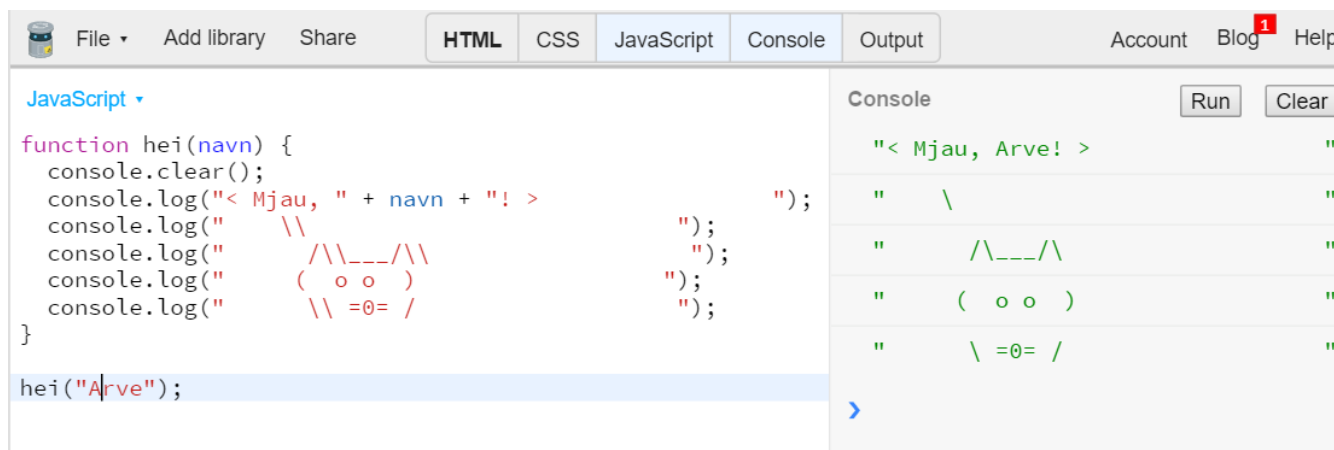 File ▾ Add library Share HTML CSS JavaScript Console Output Account Blog 1 Help
JavaScript ▾
function hei(navn) {
  console.clear();
  console.log("< Mjau, " + navn + "! >                  ");
  console.log("    \\                            ");
  console.log("      /\\___/\\                    ");
  console.log("     (  o o  )                   ");
  console.log("      \\ =0= /                    ");
}
hei("Arve");
Console Run Clear
"< Mjau, Arve! >                  "
"    \                            "
"      /\___/\                    "
"     (  o o  )                   "
"      \ =0= /                    "
❯